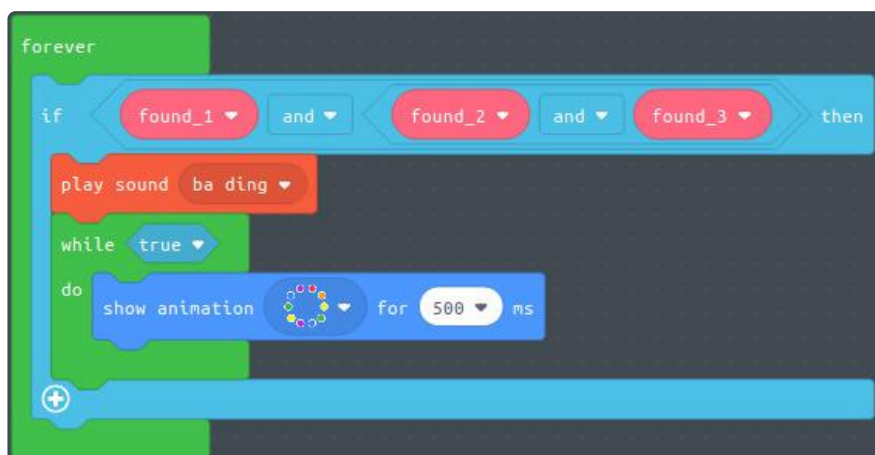 forever
if found_1 and found_2 and found_3 then
play sound ba ding
while true
do
show animation for 500 ms